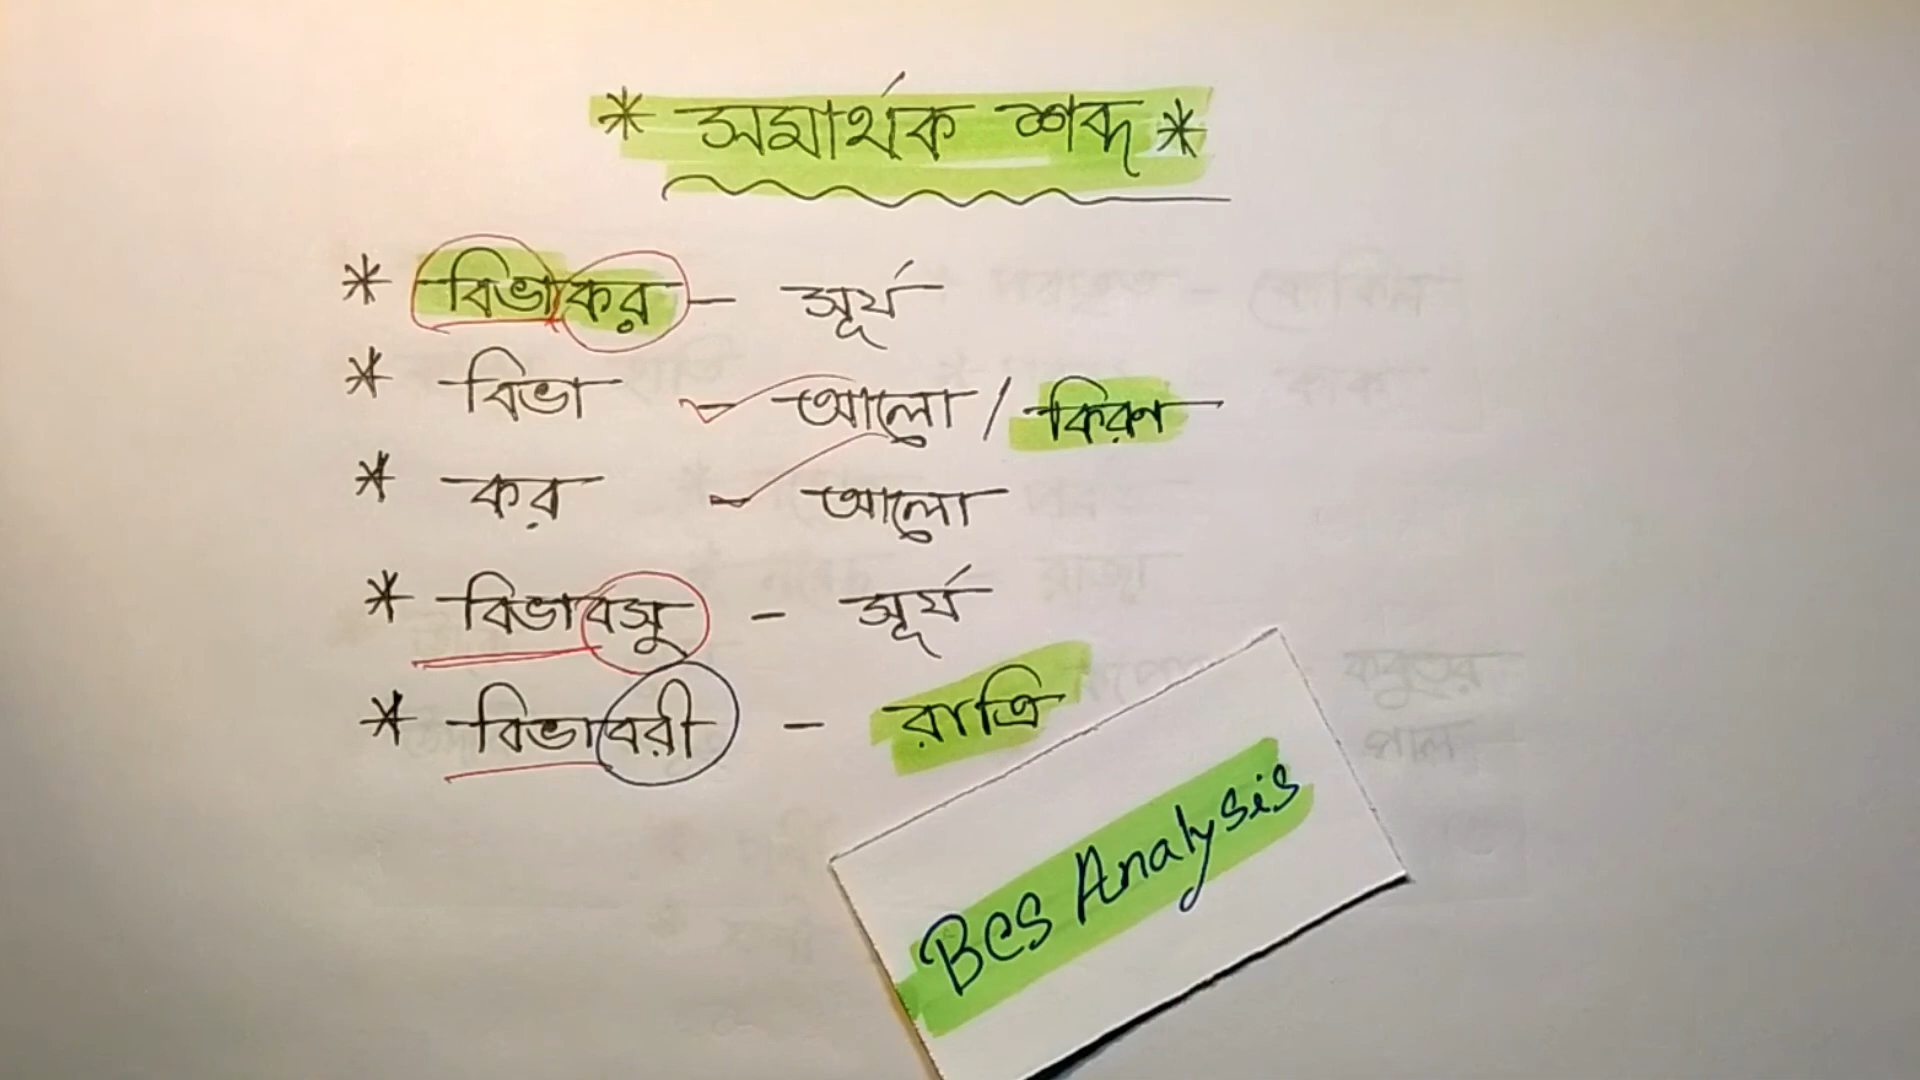 * সমার্থক শব্দ *
* বিভাকর - সূর্য
* বিভা - আলো / কিরণ
* কর - আলো
* বিভাবসু - সূর্য
* বিভাবরী - রাত্রি
Bcs Analysis